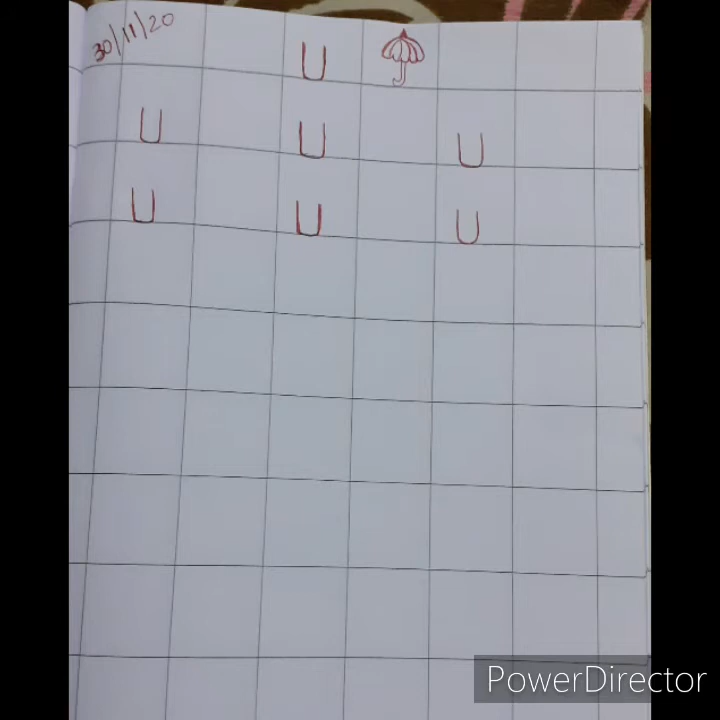 30/11/20 U
U U U
U U U
PowerDirector